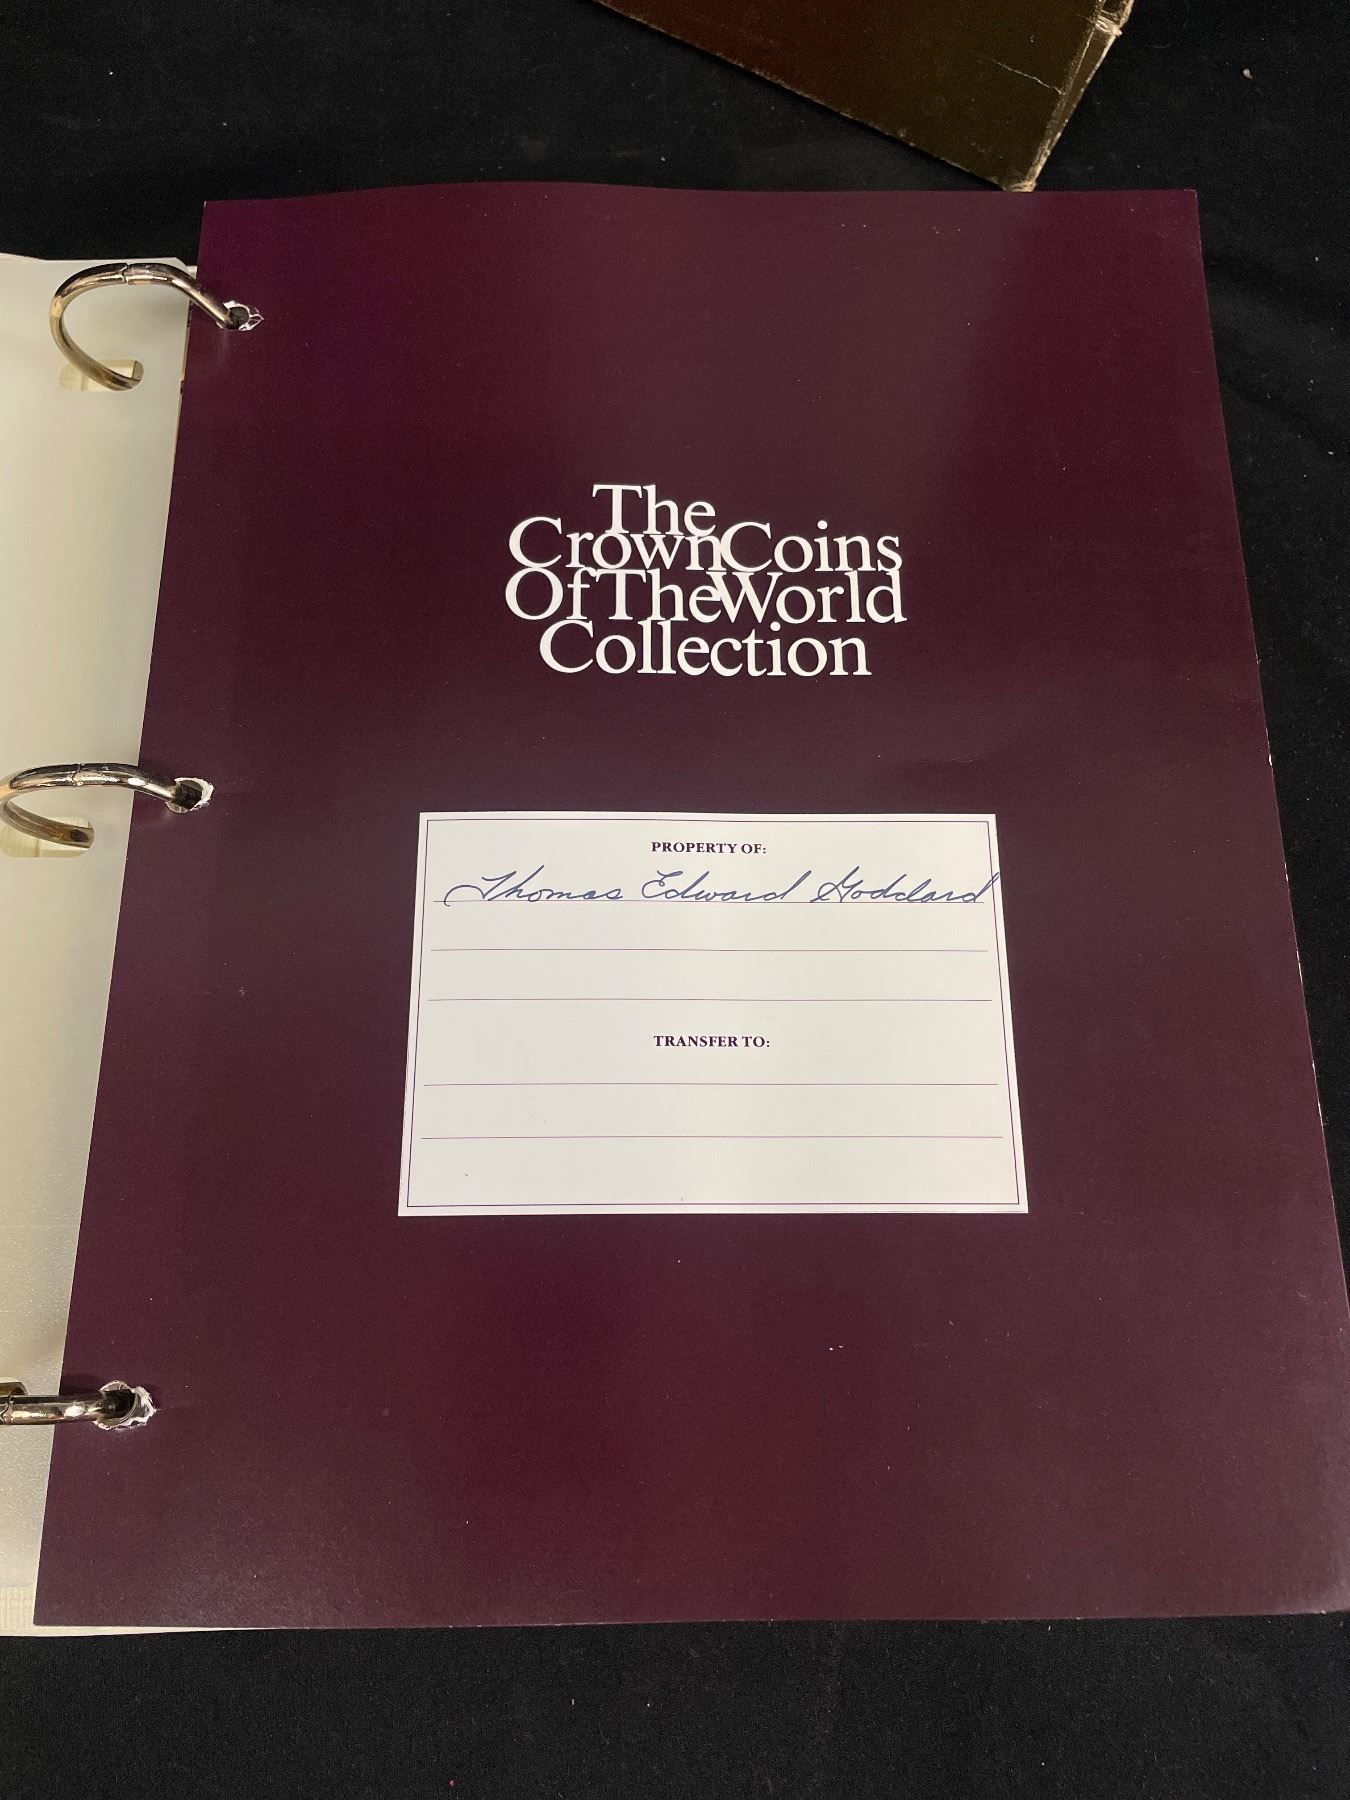 The
Crown Coins
Of The World
Collection
PROPERTY OF:
Thomas Edward Goddard
TRANSFER TO: